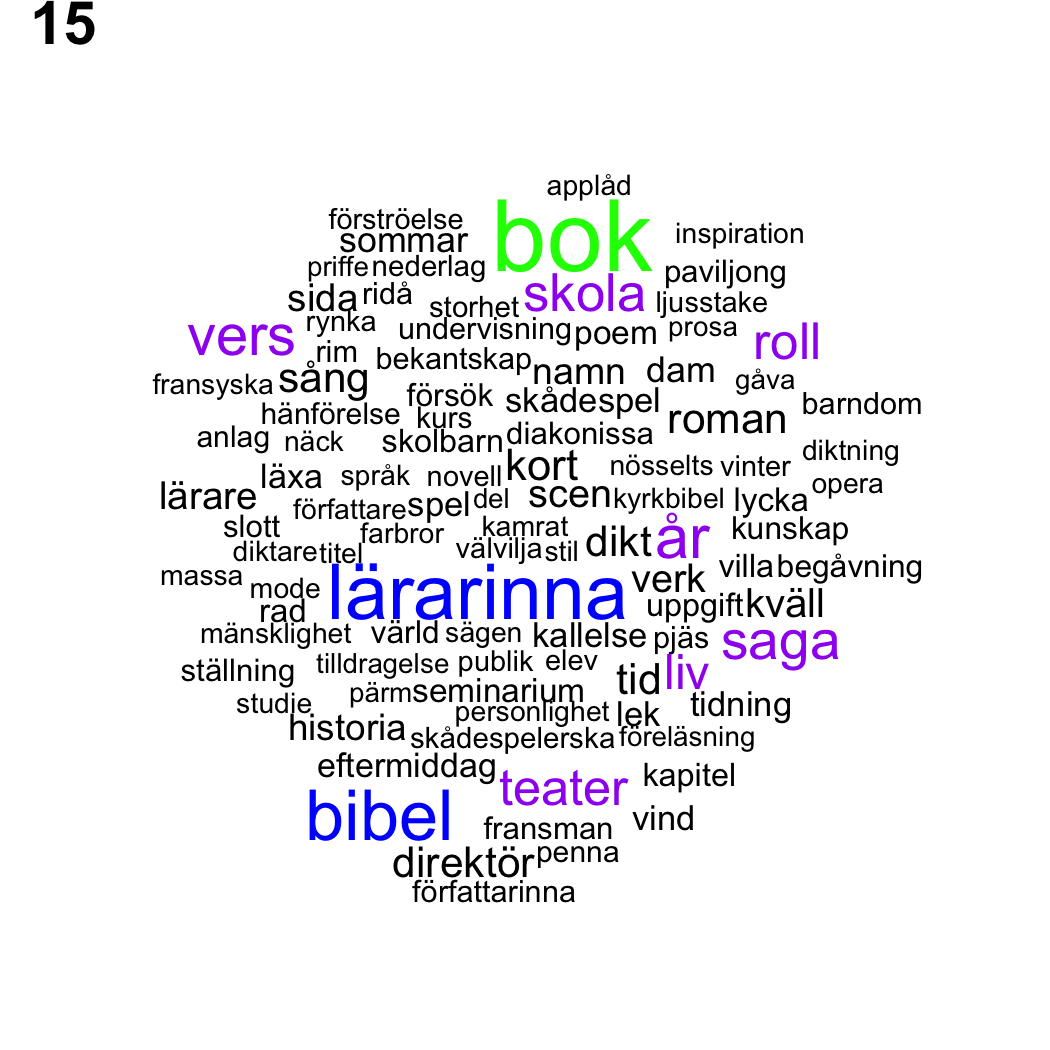 15
applåd
förströelse bok
sommar inspiration
priffe nederlag paviljong
sida ridå storhet skola ljusstake
vers rynka undervisning poem prosa roll
rim bekantskap
fransyska sång namn dam gåva
försök skådespel barndom
hänförelse kurs roman
anlag näck skolbarn diakonissa diktning
läxa språk novell kort nösselts vinter
lärare författare spel del scen kyrkbibel lycka opera
slott farbror kamrat dikt år kunskap
diktare titel välvilja stil
massa mode lärarinna verk villa begåvning
rad uppgift kväll
mänsklighet värld sägen kallelse pjäs saga
ställning tilldragelse publik elev tid liv
studie pärm seminarium tidning
historia personlighet lek
skådespelerska föreläsning
eftermiddag teater kapitel
bibel fransman vind
direktör penna
författarinna